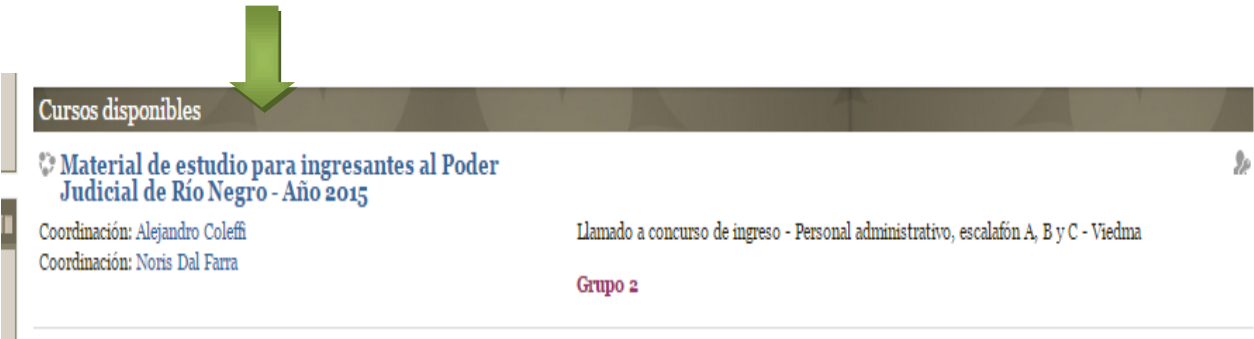 Cursos disponibles
Material de estudio para ingresantes al Poder
Judicial de Río Negro - Año 2015
Coordinación: Alejandro Coleffi
Coordinación: Noris Dal Farra
Llamado a concurso de ingreso - Personal administrativo, escalafón A, B y C - Viedma
Grupo 2